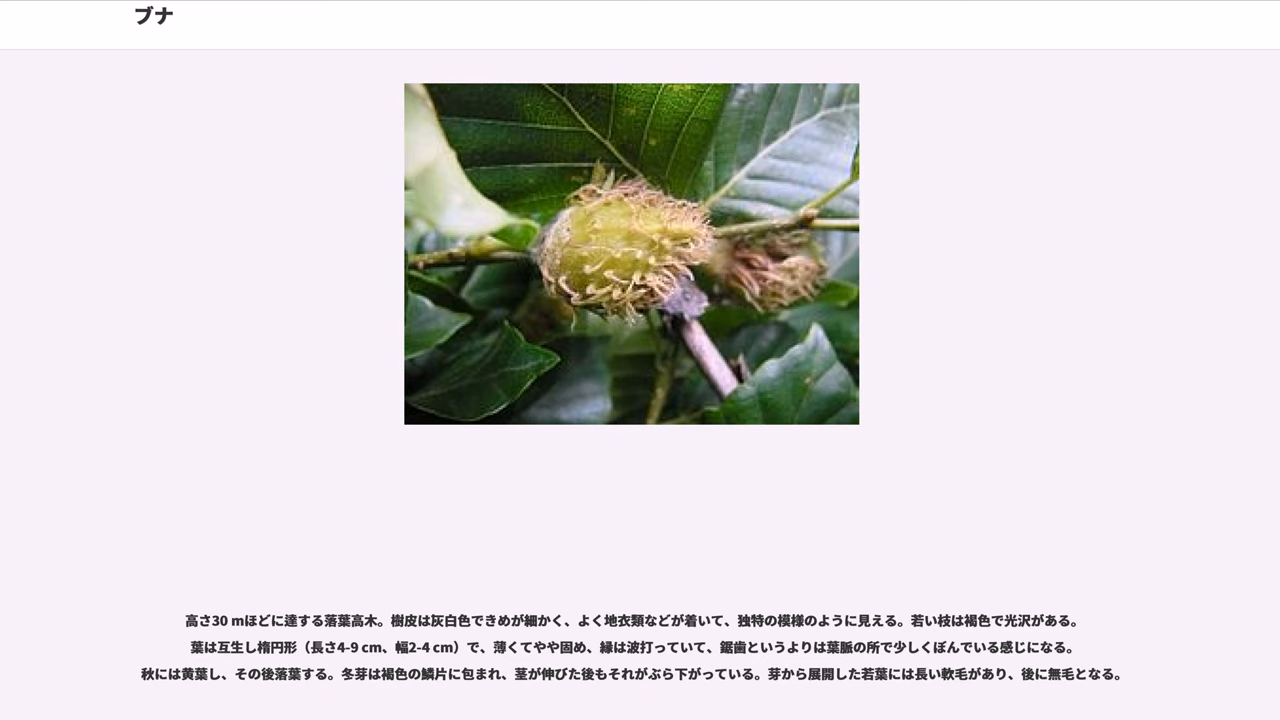 ブナ
高さ30 mほどに達する落葉高木。樹皮は灰白色できめが細かく、よく地衣類などが着いて、独特の模様のように見える。若い枝は褐色で光沢がある。
葉は互生し楕円形（長さ4-9 cm、幅2-4 cm）で、薄くてやや固め、縁は波打っていて、鋸歯というよりは葉脈の所で少しくぼんでいる感じになる。
秋には黄葉し、その後落葉する。冬芽は褐色の鱗片に包まれ、茎が伸びた後もそれがぶら下がっている。芽から展開した若葉には長い軟毛があり、後に無毛となる。